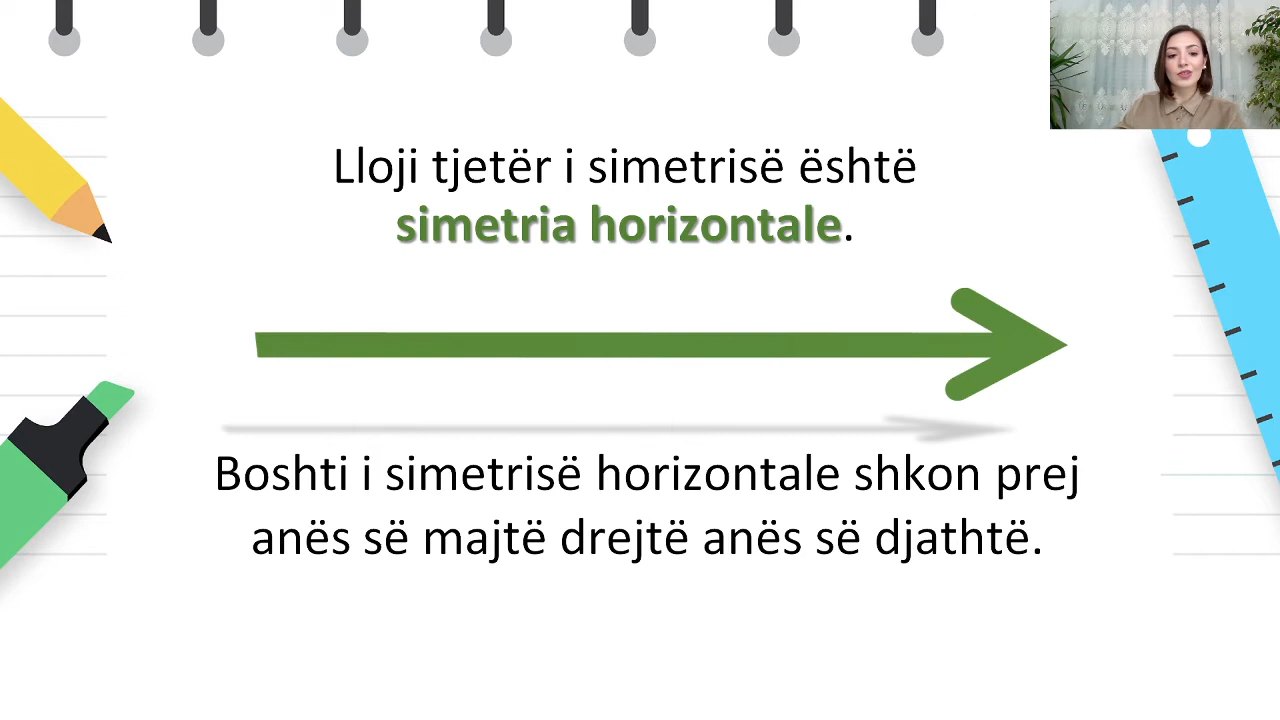 Lloji tjetër i simetrisë është
simetria horizontale.
Boshti i simetrisë horizontale shkon prej
anës së majtë drejtë anës së djathtë.